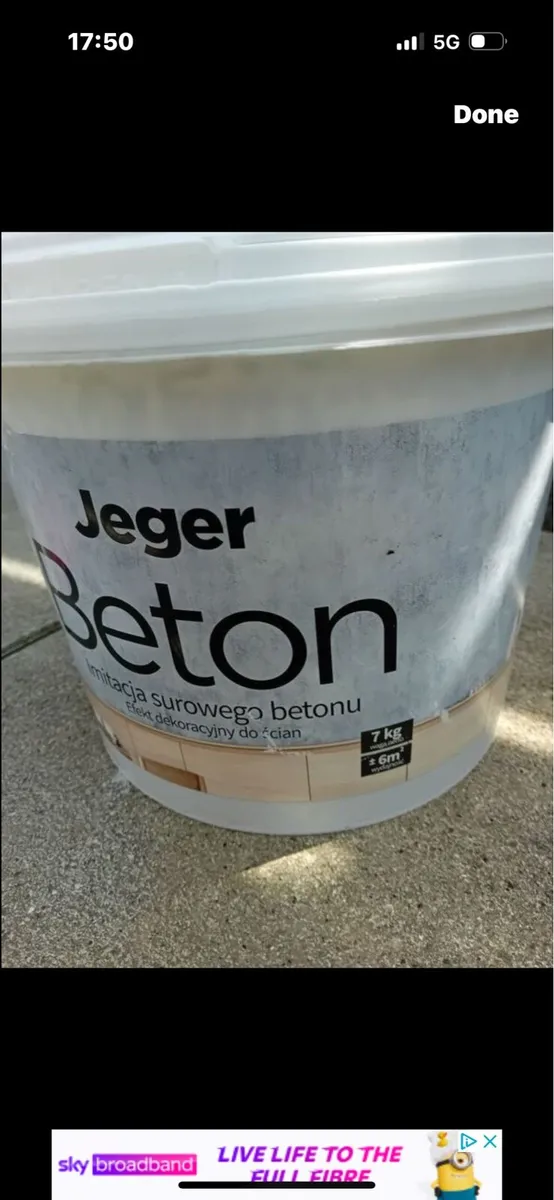 17:50
5G
Done
Jeger
Beton
imitacja surowego betonu
Efekt dekoracyjny do ścian
7 kg
± 6m²
wydajność
sky broadband
LIVE LIFE TO THE
FULL FIBRE